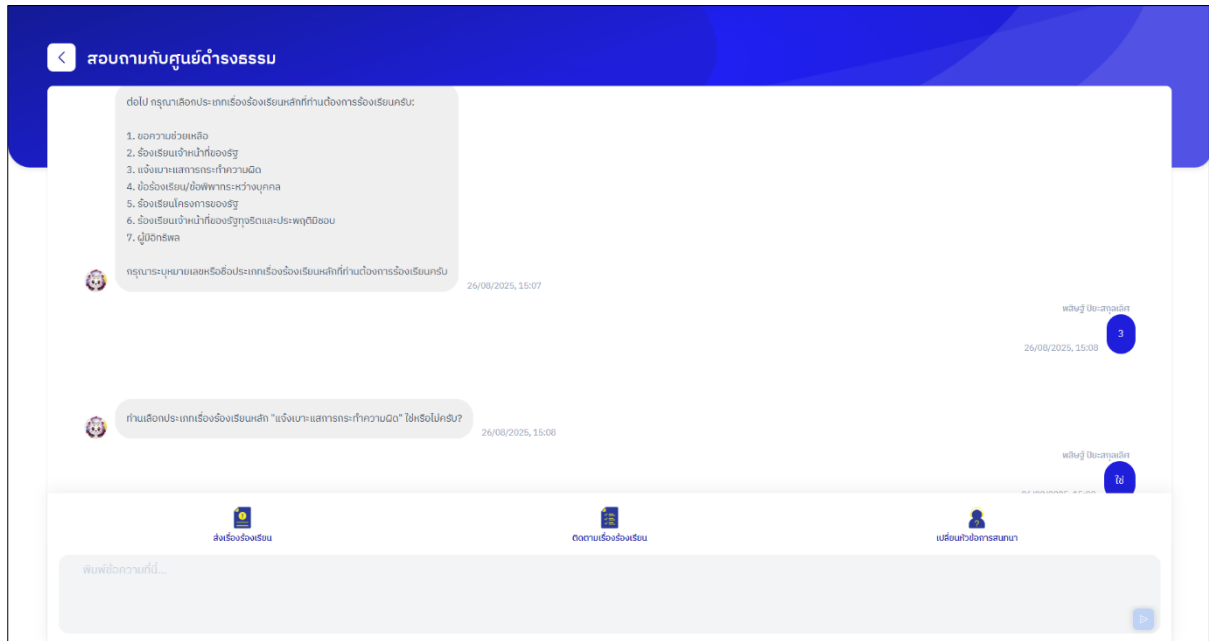 สอบถามกับศูนย์ดำรงธรรม
ต่อไป กรุณาเลือกประเภทเรื่องร้องเรียนหลักที่ท่านต้องการร้องเรียนครับ:
1. ขอความช่วยเหลือ
2. ร้องเรียนเจ้าหน้าที่ของรัฐ
3. แจ้งเบาะแสการกระทำความผิด
4. ข้อร้องเรียน/ข้อพิพาทระหว่างบุคคล
5. ร้องเรียนโครงการของรัฐ
6. ร้องเรียนเจ้าหน้าที่ของรัฐทุจริตและประพฤติมิชอบ
7. ผู้มีอิทธิพล
กรุณาระบุหมายเลขหรือชื่อประเภทเรื่องร้องเรียนหลักที่ท่านต้องการร้องเรียนครับ
26/08/2025, 15:07
3
26/08/2025, 15:08
ท่านเลือกประเภทเรื่องร้องเรียนหลัก "แจ้งเบาะแสการกระทำความผิด" ใช่หรือไม่ครับ?
26/08/2025, 15:08
ใช่
ส่งเรื่องร้องเรียน
ติดตามเรื่องร้องเรียน
เปลี่ยนหัวข้อการสนทนา
พิมพ์ข้อความที่นี่...